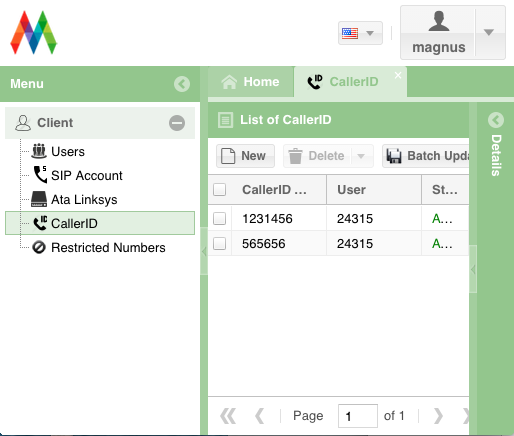 magnus
Menu
Home
CallerID
Client
Users
SIP Account
Ata Linksys
CallerID
Restricted Numbers
List of CallerID
Details
New
Delete
Batch Upda
CallerID ... User St...
1231456 24315 A...
565656 24315 A...
Page 1 of 1